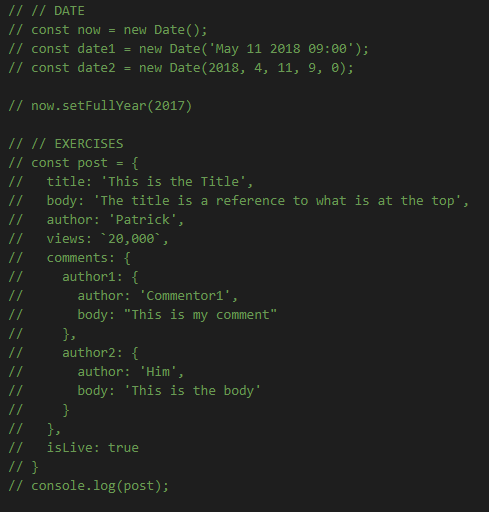 // // DATE
// const now = new Date();
// const date1 = new Date('May 11 2018 09:00');
// const date2 = new Date(2018, 4, 11, 9, 0);

// now.setFullYear(2017)

// // EXERCISES
// const post = {
//   title: 'This is the Title',
//   body: 'The title is a reference to what is at the top',
//   author: 'Patrick',
//   views: `20,000`,
//   comments: {
//     author1: {
//       author: 'Commentor1',
//       body: "This is my comment"
//     },
//     author2: {
//       author: 'Him',
//       body: 'This is the body'
//     }
//   },
//   isLive: true
// }
// console.log(post);